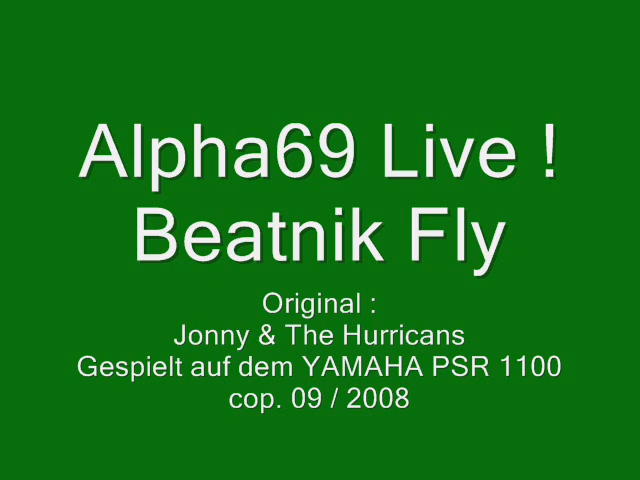 Alpha69 Live !
Beatnik Fly
Original :
Jonny & The Hurricans
Gespielt auf dem YAMAHA PSR 1100
cop. 09 / 2008